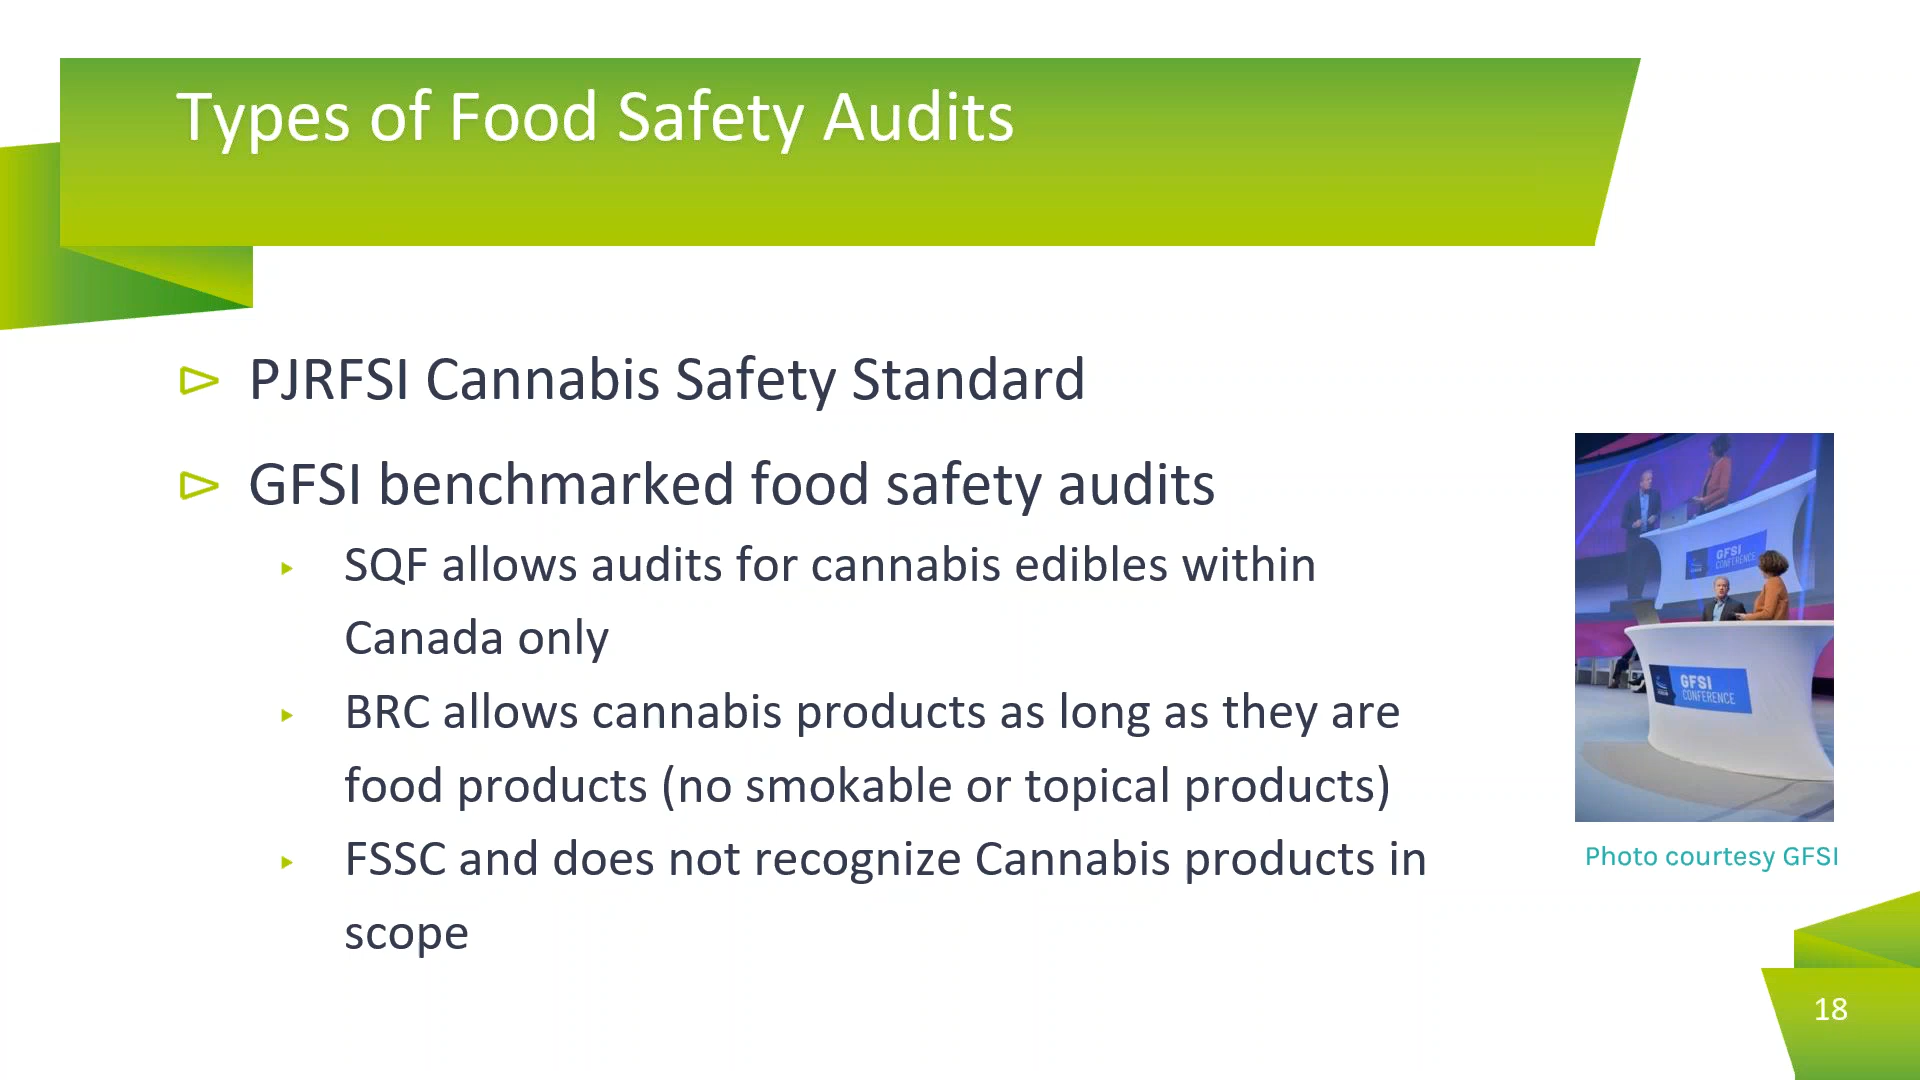 Types of Food Safety Audits
PJRFSI Cannabis Safety Standard
GFSI benchmarked food safety audits
SQF allows audits for cannabis edibles within
Canada only
BRC allows cannabis products as long as they are
food products (no smokable or topical products)
FSSC and does not recognize Cannabis products in
scope
GFSI
CONFERENCE
GFSI
CONFERENCE
Photo courtesy GFSI
18